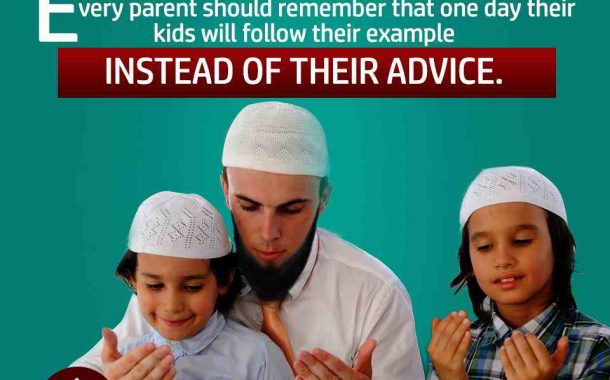 Every parent should remember that one day their
kids will follow their example
INSTEAD OF THEIR ADVICE.